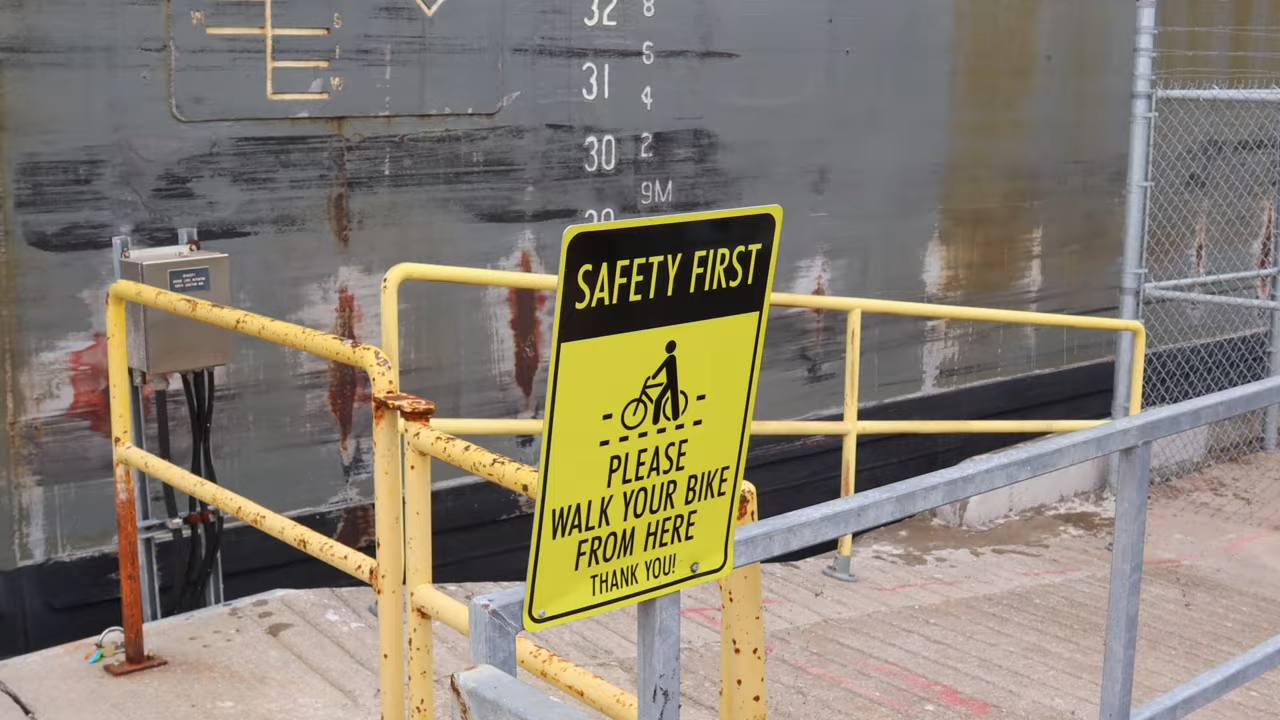 W
S
I
W
32
8
6
31
4
30
2
9M
SAFETY FIRST
PLEASE
WALK YOUR BIKE
FROM HERE
THANK YOU!